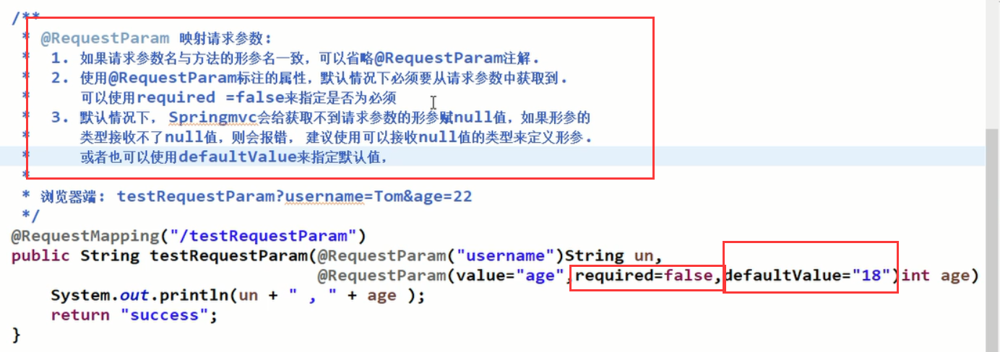 /**
* @RequestParam 映射请求参数:
* 1. 如果请求参数名与方法的形参名一致, 可以省略@RequestParam注解.
* 2. 使用@RequestParam标注的属性, 默认情况下必须要从请求参数中获取到.
* 可以使用required =false来指定是否为必须
* 3. 默认情况下, Springmvc会给获取不到请求参数的形参赋null值, 如果形参的
* 类型接收不了null值, 则会报错, 建议使用可以接收null值的类型来定义形参.
* 或者也可以使用defaultValue来指定默认值,
*
* 浏览器端: testRequestParam?username=Tom&age=22
*/
@RequestMapping("/testRequestParam")
public String testRequestParam(@RequestParam("username")String un,
@RequestParam(value="age",required=false,defaultValue="18")int age)
System.out.println(un + " , " + age );
return "success";
}